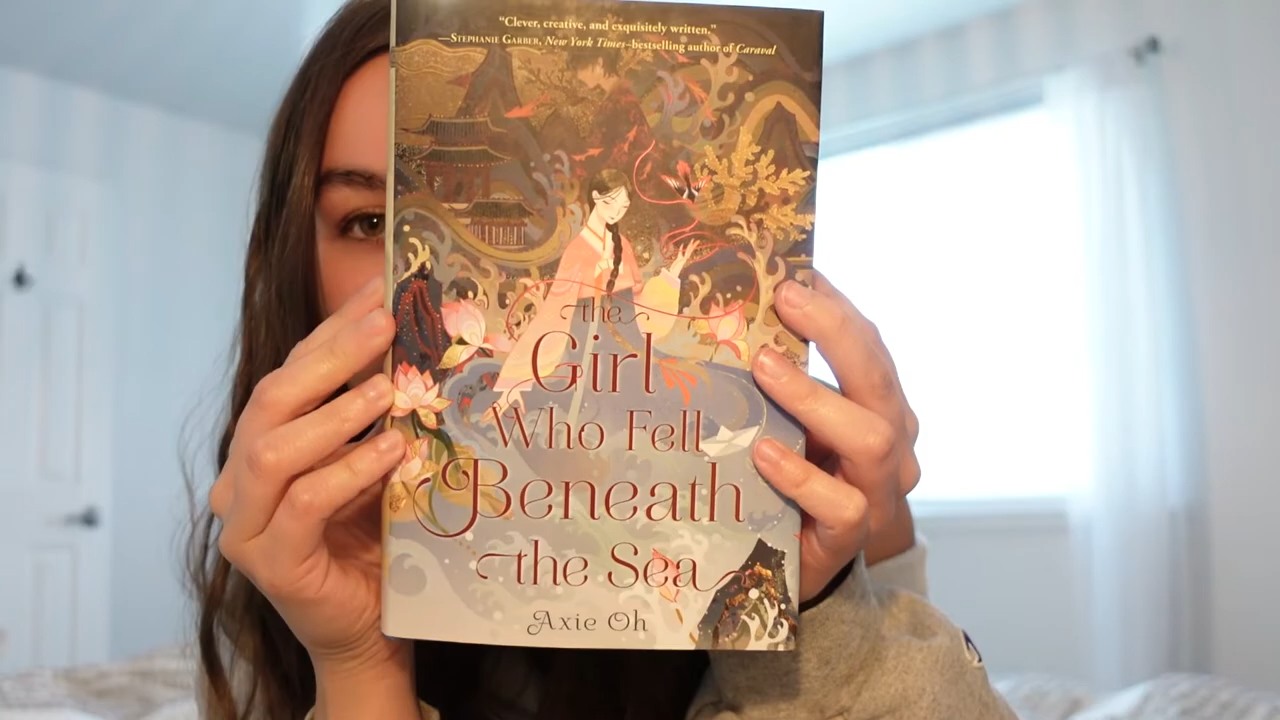 “Clever, creative, and exquisitely written.”
—Stephanie Garber, New York Times–bestselling author of Caraval
the
Girl
Who Fell
Beneath
the Sea
Axie Oh